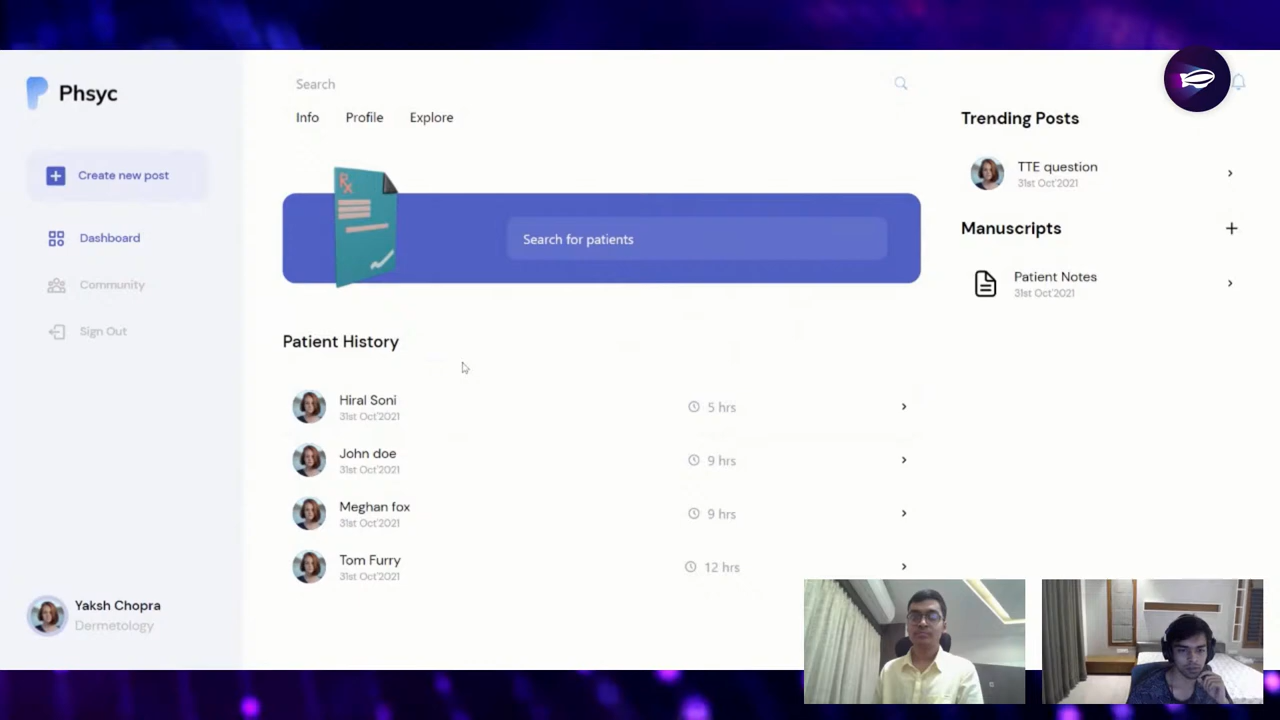 Phsyc
Create new post
Dashboard
Community
Sign Out
Yaksh Chopra
Dermetology
Search
Info Profile Explore
Rx
Search for patients
Patient History
Hiral Soni
31st Oct'2021
5 hrs
John doe
31st Oct'2021
9 hrs
Meghan fox
31st Oct'2021
9 hrs
Tom Furry
31st Oct'2021
12 hrs
Trending Posts
TTE question
31st Oct'2021
Manuscripts
Patient Notes
31st Oct'2021